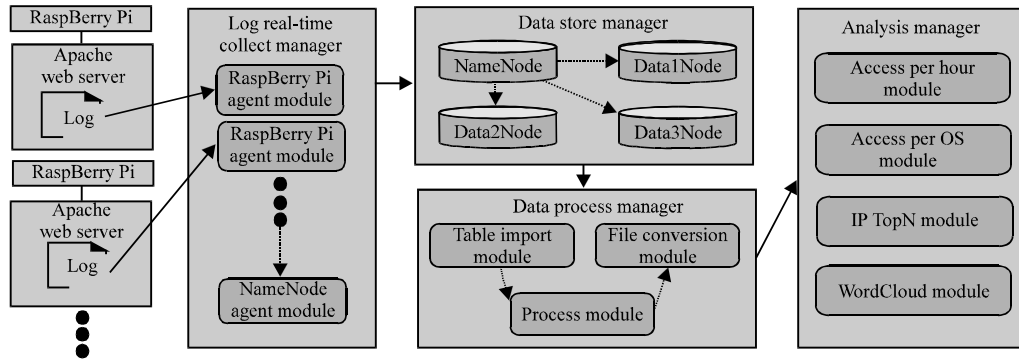 RaspBerry Pi
Apache
web server
Log
RaspBerry Pi
Apache
web server
Log
Log real-time
collect manager
RaspBerry Pi
agent module
RaspBerry Pi
agent module
NameNode
agent module
Data store manager
NameNode
Data1Node
Data2Node
Data3Node
Data process manager
Table import
module
File conversion
module
Process module
Analysis manager
Access per hour
module
Access per OS
module
IP TopN module
WordCloud module